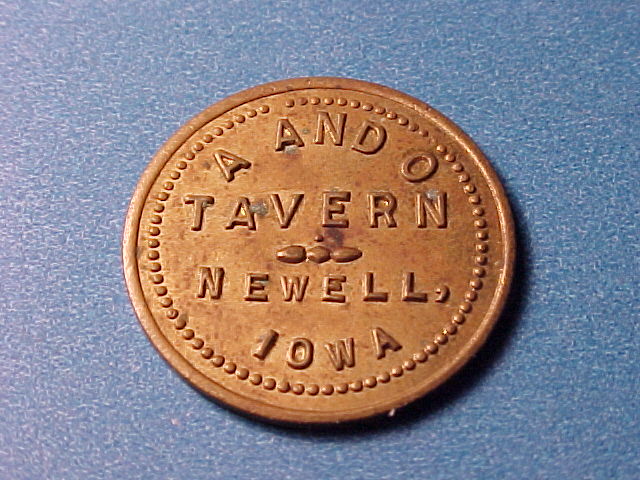 A AND O
TAVERN
NEWELL,
IOWA